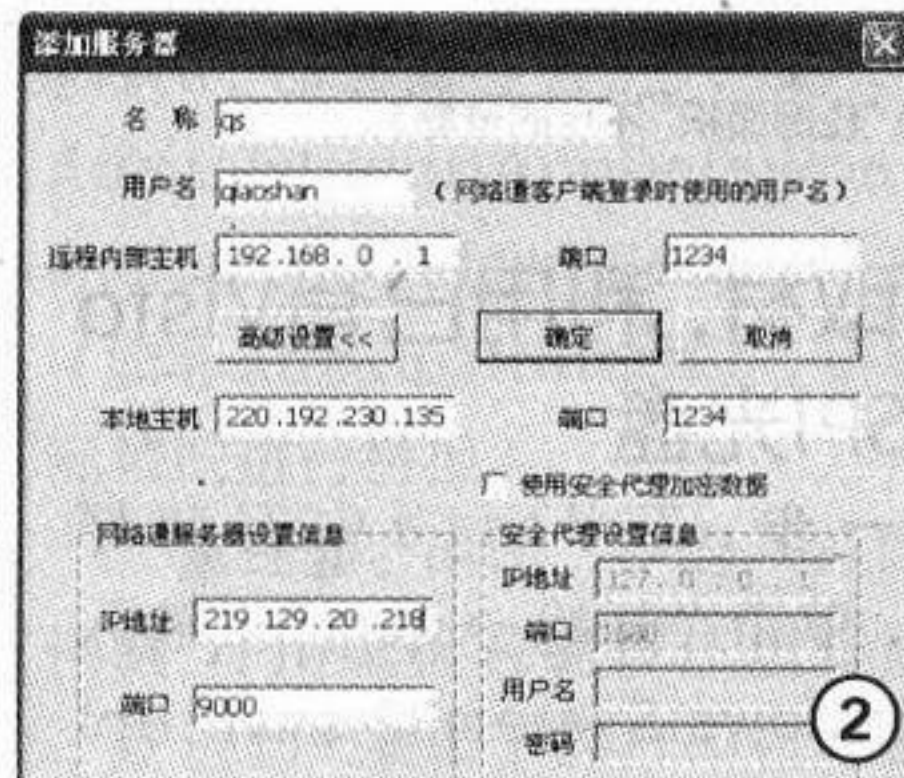 添加服务器
名 称 qs
用户名 qiaoshan （网络通客户端登录时使用的用户名）
远程内部主机 192.168. 0 . 1 端口 1234
高级设置<< 确定 取消
本地主机 220.192.230.135 端口 1234
使用安全代理加密数据
网络通服务器设置信息 安全代理设置信息
IP地址 127. 0 . 0 . 1
IP地址 219.129.20.218
端口
端口 9000
用户名
密码
2